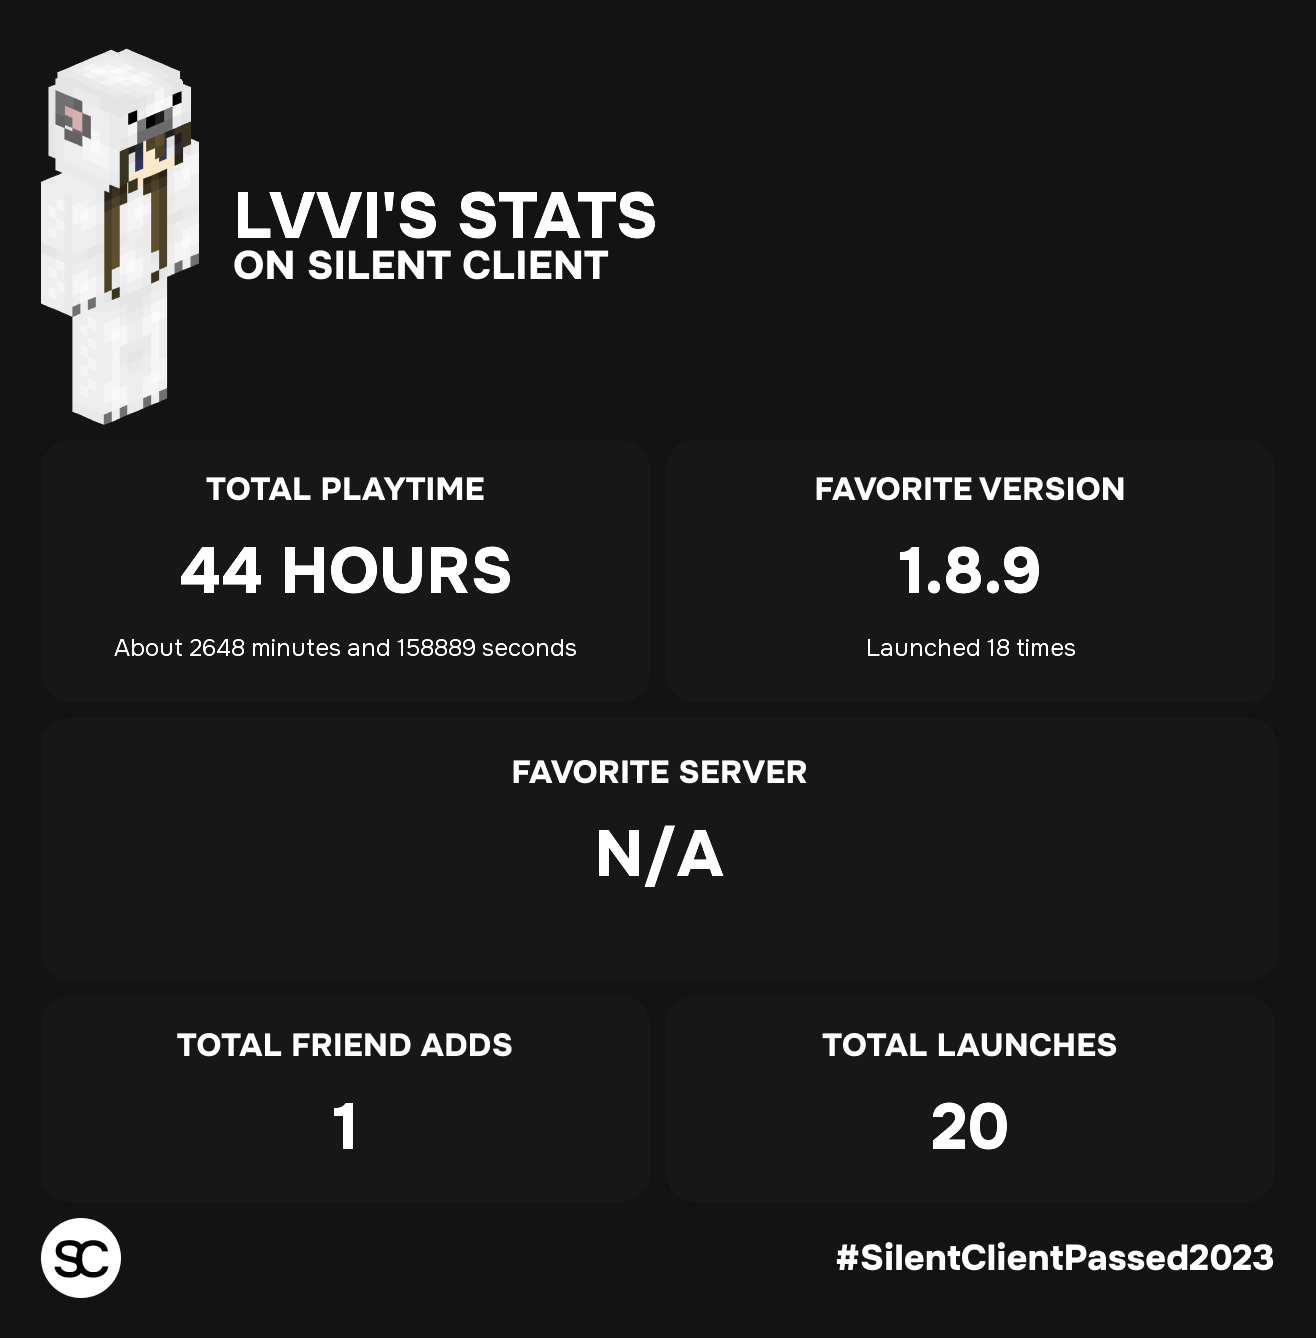 LVVI'S STATS
ON SILENT CLIENT
TOTAL PLAYTIME
44 HOURS
About 2648 minutes and 158889 seconds
FAVORITE VERSION
1.8.9
Launched 18 times
FAVORITE SERVER
N/A
TOTAL FRIEND ADDS
1
TOTAL LAUNCHES
20
SC
#SilentClientPassed2023